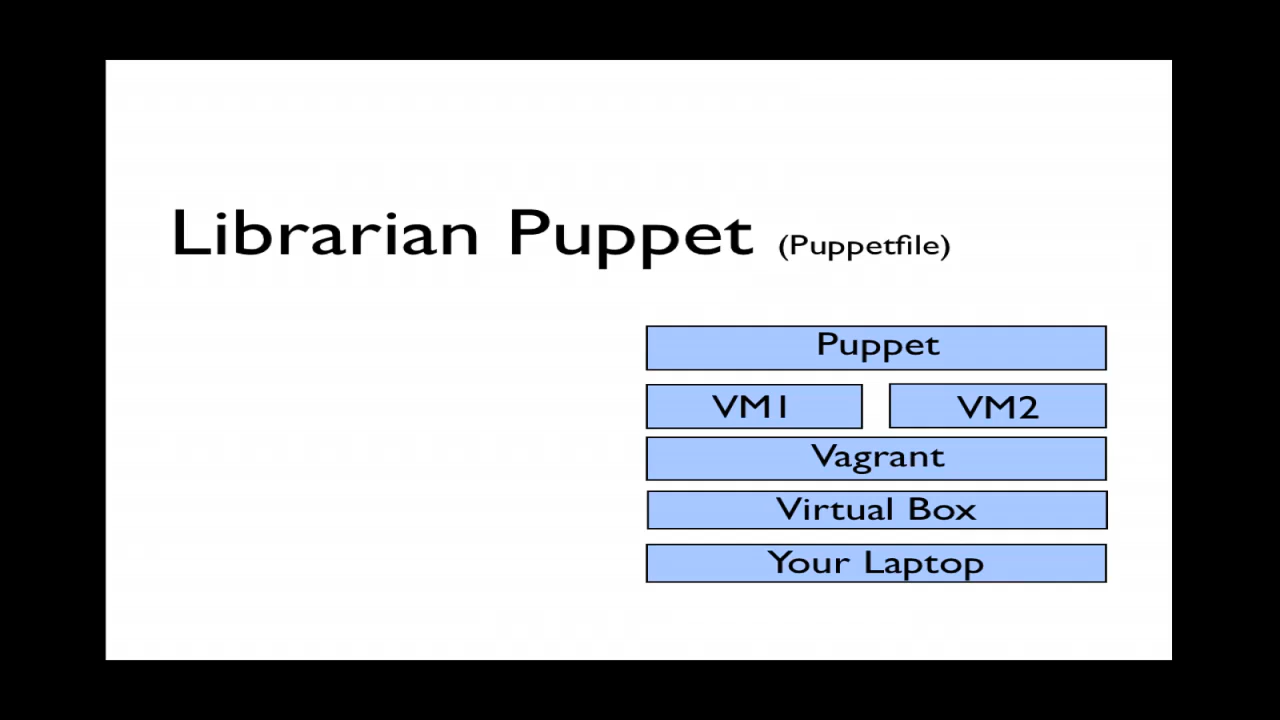 Librarian Puppet (Puppetfile)
Puppet
VM1 VM2
Vagrant
Virtual Box
Your Laptop